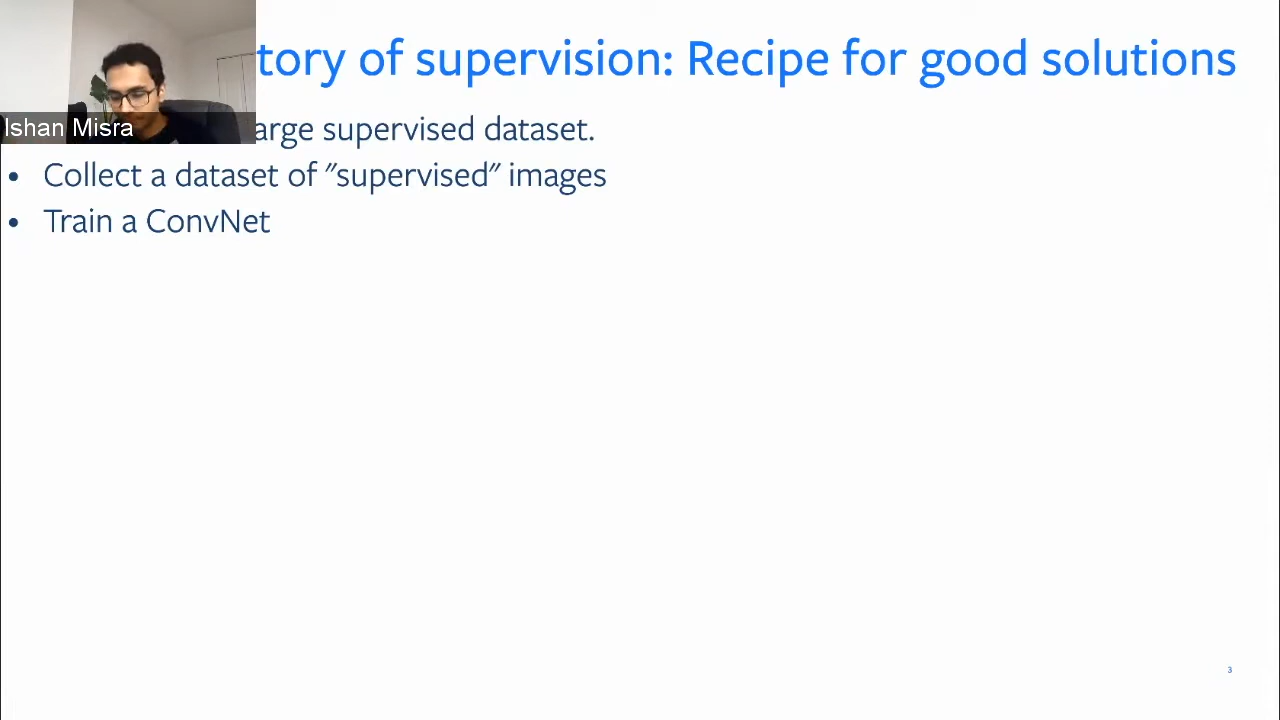 tory of supervision: Recipe for good solutions
Ishan Misra
arge supervised dataset.
• Collect a dataset of "supervised" images
• Train a ConvNet
3